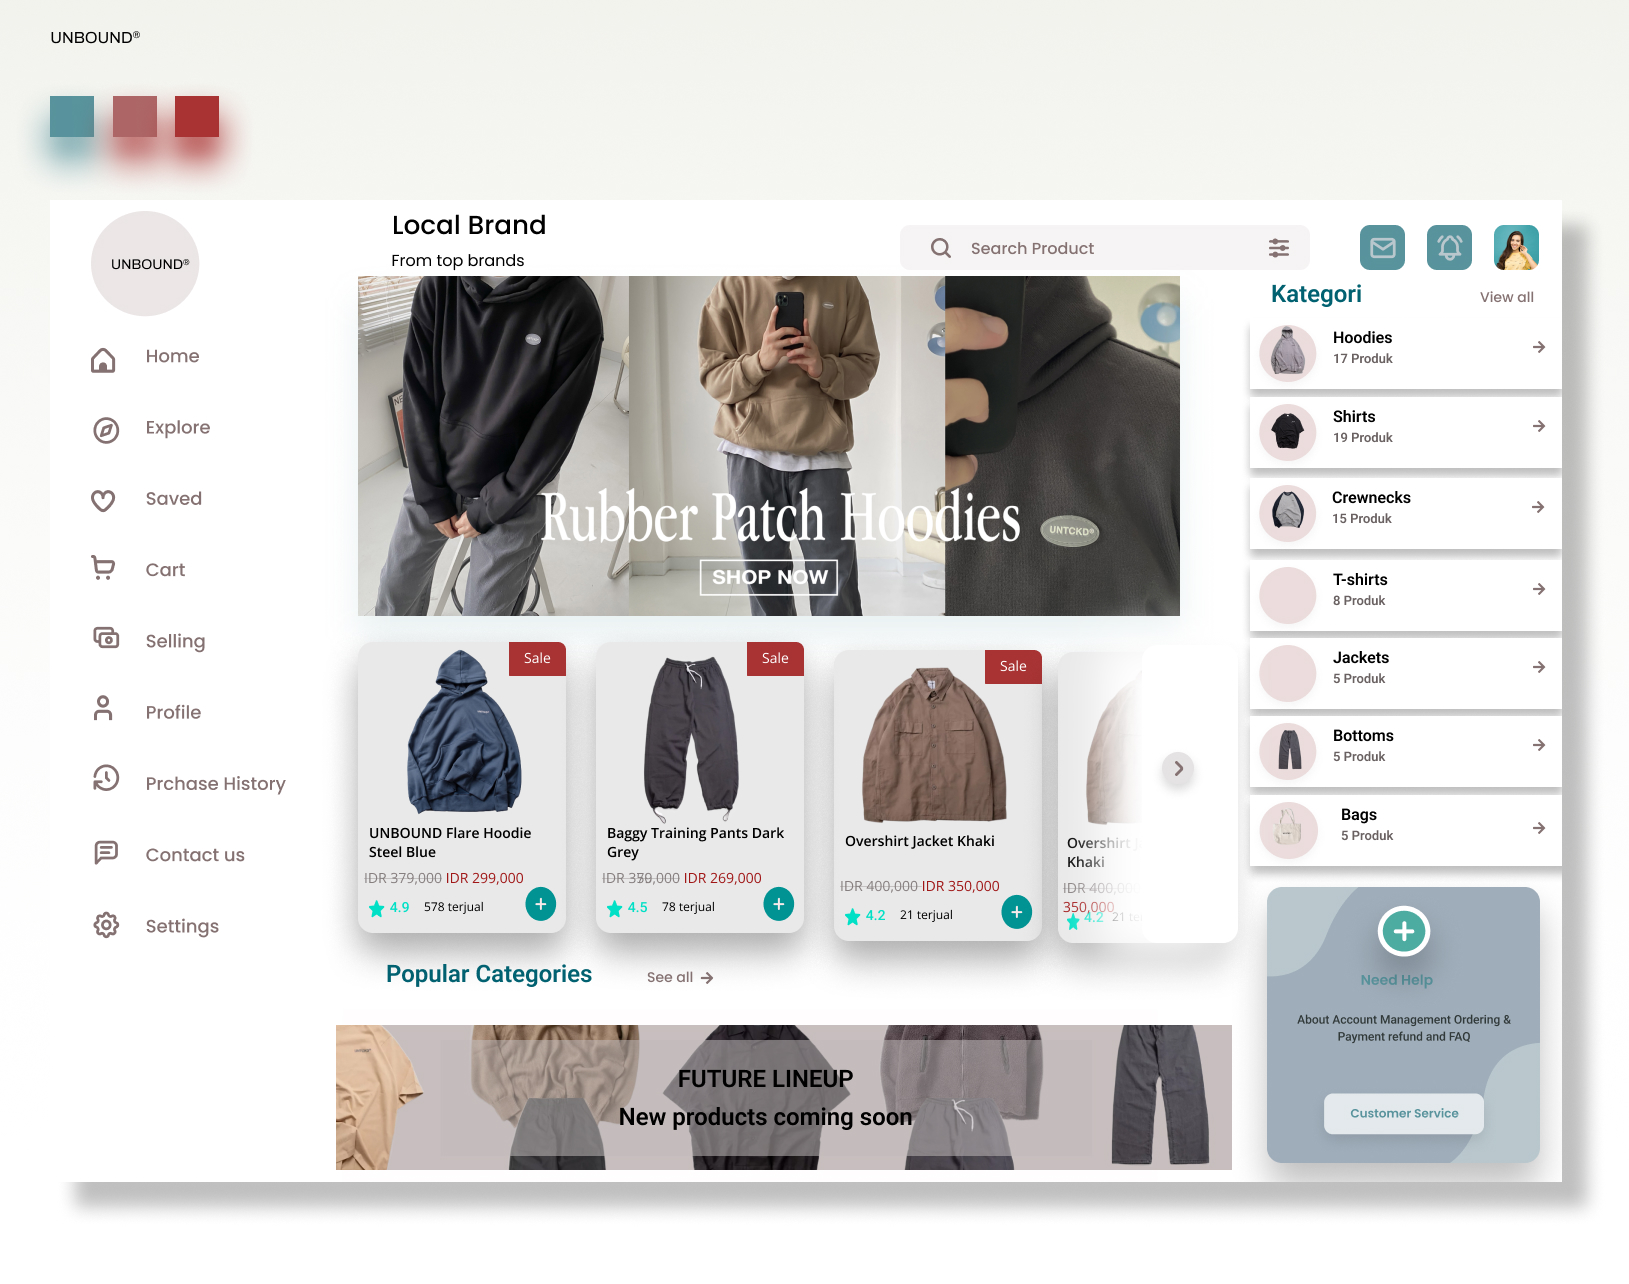 UNBOUND®
UNBOUND®
Local Brand
From top brands
Search Product
Home
Explore
Saved
Cart
Selling
Profile
Prchase History
Contact us
Settings
UNTCKD®
Rubber Patch Hoodies
SHOP NOW
Sale
UNBOUND Flare Hoodie
Steel Blue
IDR 379,000 IDR 299,000
4.9 578 terjual
Sale
Baggy Training Pants Dark
Grey
IDR 350,000 IDR 269,000
4.5 78 terjual
Sale
Overshirt Jacket Khaki
IDR 400,000 IDR 350,000
4.2 21 terjual
Overshirt
Khaki
IDR 400,00
350,000
4.2 21 te
Popular Categories
See all
FUTURE LINEUP
New products coming soon
Kategori
View all
Hoodies
17 Produk
Shirts
19 Produk
Crewnecks
15 Produk
T-shirts
8 Produk
Jackets
5 Produk
Bottoms
5 Produk
Bags
5 Produk
Need Help
About Account Management Ordering &
Payment refund and FAQ
Customer Service